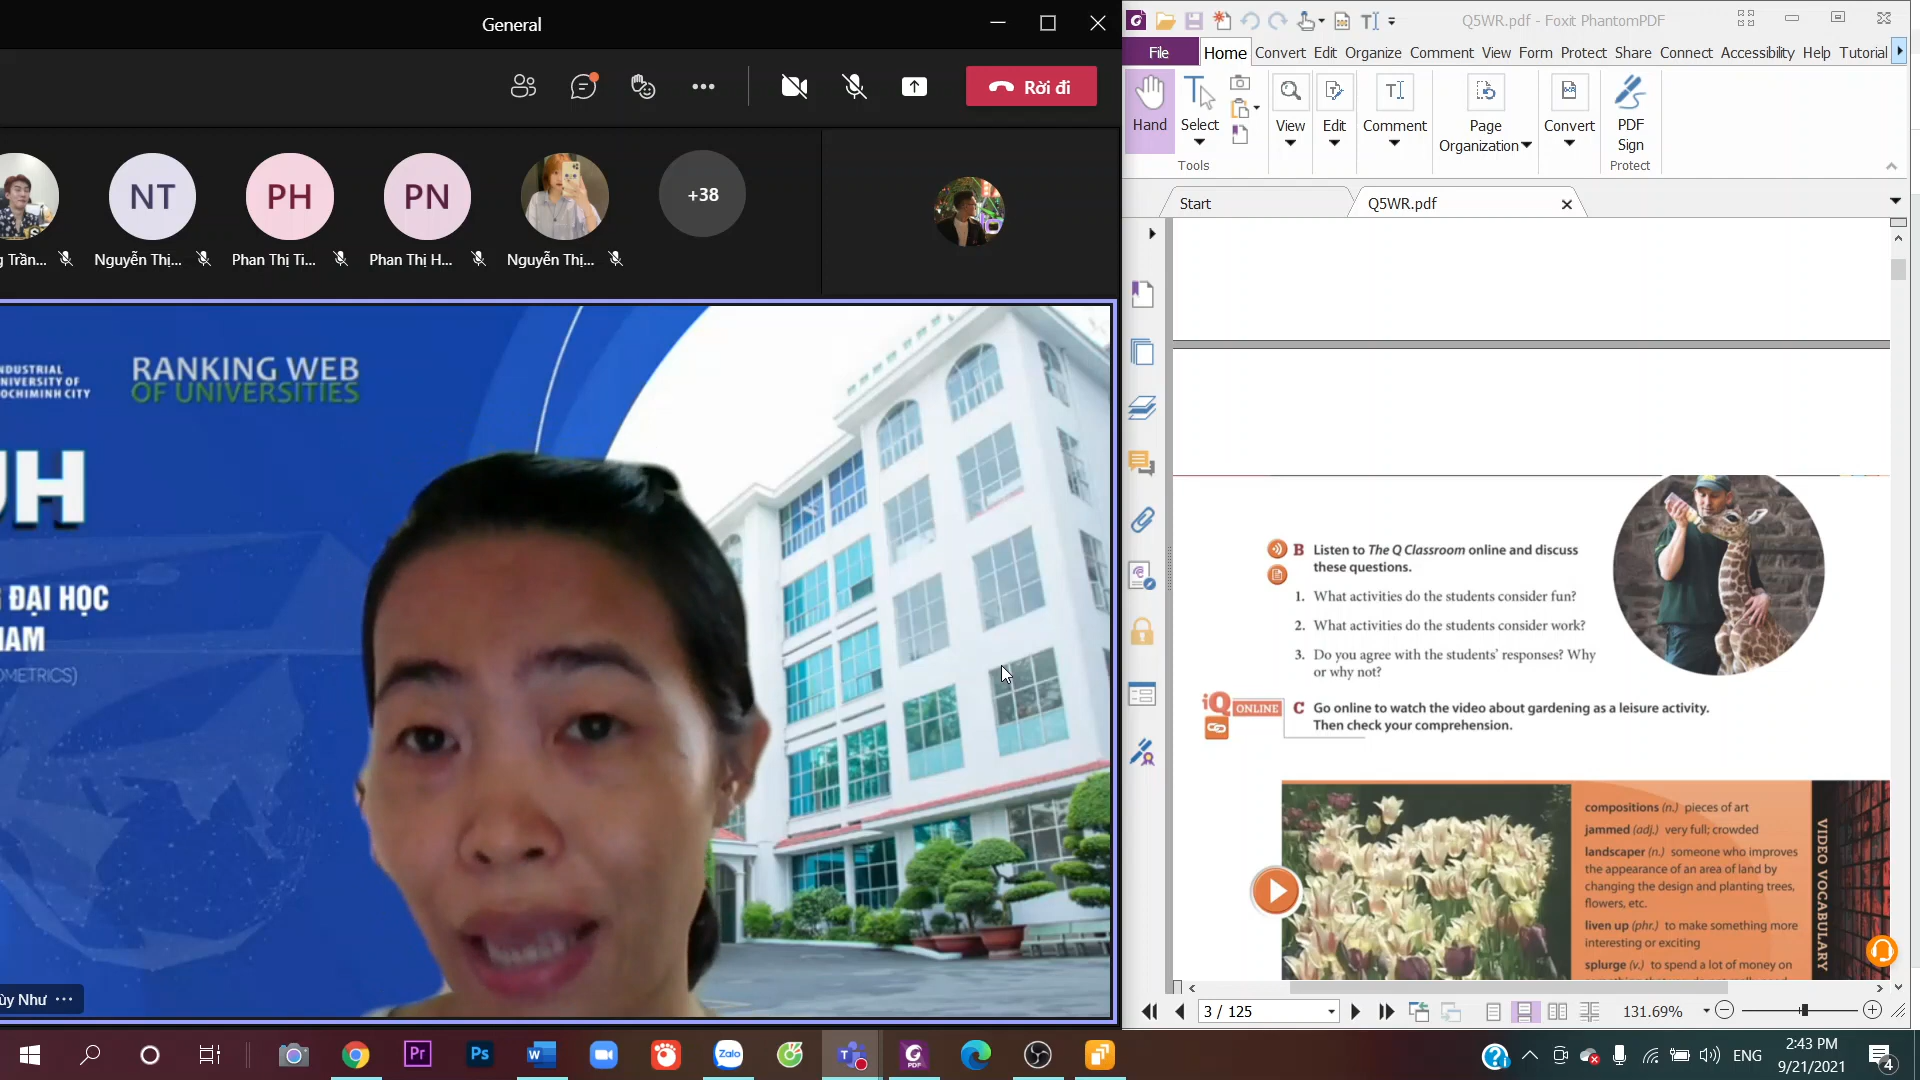 General
Rời đi
NT
PH
PN
+38
g Trần...
Nguyễn Thị...
Phan Thị Ti...
Phan Thị H...
Nguyễn Thị...
NDUSTRIAL
NIVERSITY OF
OCHIMINH CITY
RANKING WEB
OF UNIVERSITIES
UH
G ĐẠI HỌC
NAM
OMETRICS)
ùy Như
Q5WR.pdf - Foxit PhantomPDF
File Home Convert Edit Organize Comment View Form Protect Share Connect Accessibility Help Tutorial
Hand Select View Edit Comment Page Organization Convert PDF Sign
Tools Protect
Start Q5WR.pdf
B Listen to The Q Classroom online and discuss
these questions.
1. What activities do the students consider fun?
2. What activities do the students consider work?
3. Do you agree with the students' responses? Why
or why not?
iQ ONLINE C Go online to watch the video about gardening as a leisure activity.
Then check your comprehension.
compositions (n.) pieces of art
jammed (adj.) very full; crowded
landscaper (n.) someone who improves
the appearance of an area of land by
changing the design and planting trees,
flowers, etc.
liven up (phr.) to make something more
interesting or exciting
splurge (v.) to spend a lot of money on
VIDEO VOCABULARY
3 / 125
131.69%
Pr
Ps
Zalo
PDF
ENG
2:43 PM
9/21/2021
4